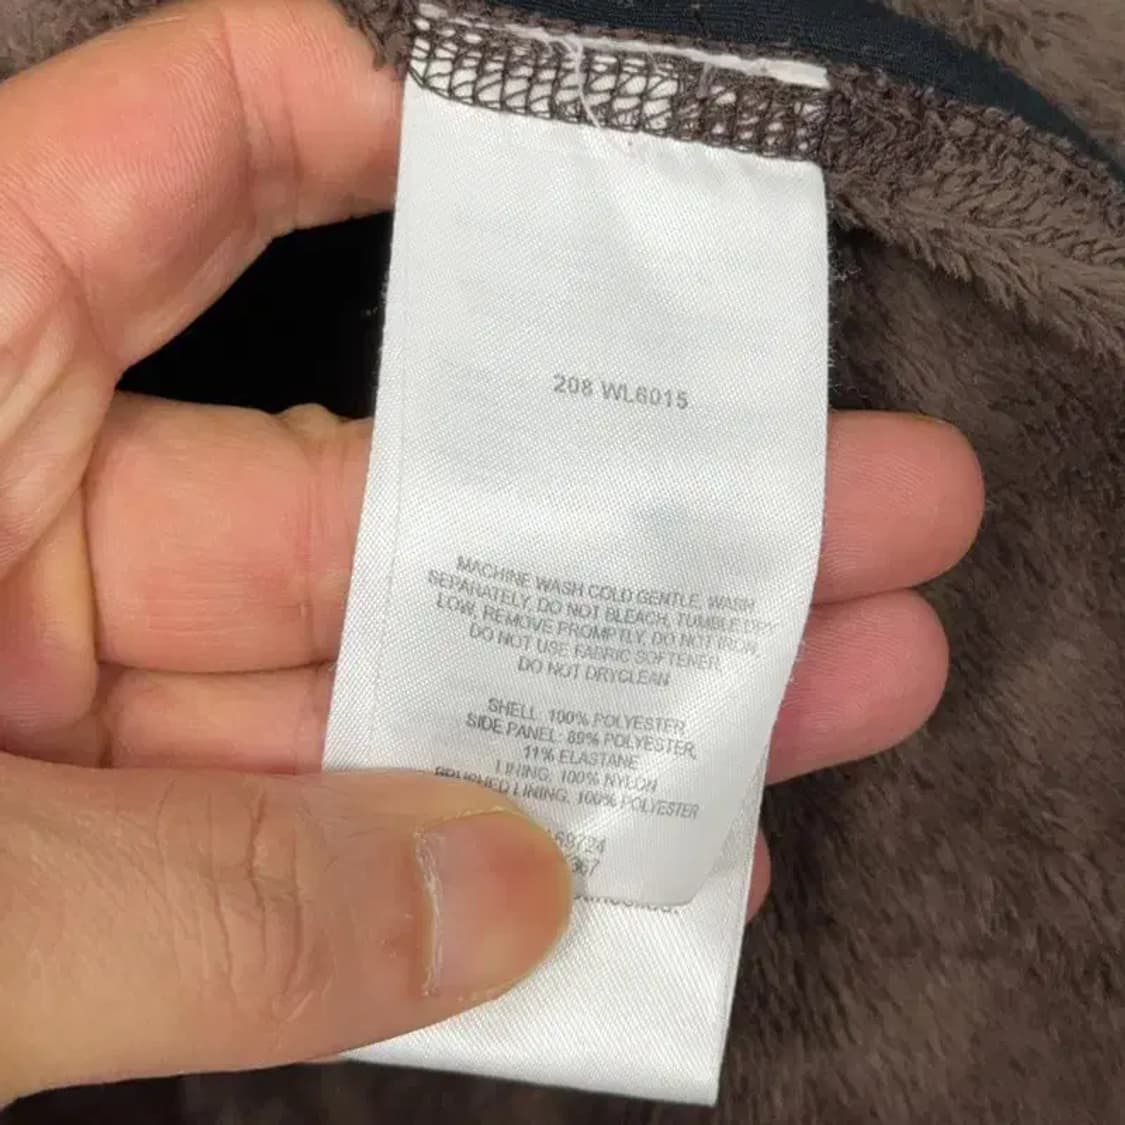 208 WL6015
MACHINE WASH COLD GENTLE, WASH
SEPARATELY, DO NOT BLEACH, TUMBLE DRY
LOW, REMOVE PROMPTLY, DO NOT IRON,
DO NOT USE FABRIC SOFTENER,
DO NOT DRYCLEAN
SHELL: 100% POLYESTER
SIDE PANEL: 89% POLYESTER,
11% ELASTANE
LINING: 100% NYLON
BRUSHED LINING: 100% POLYESTER
69724
367